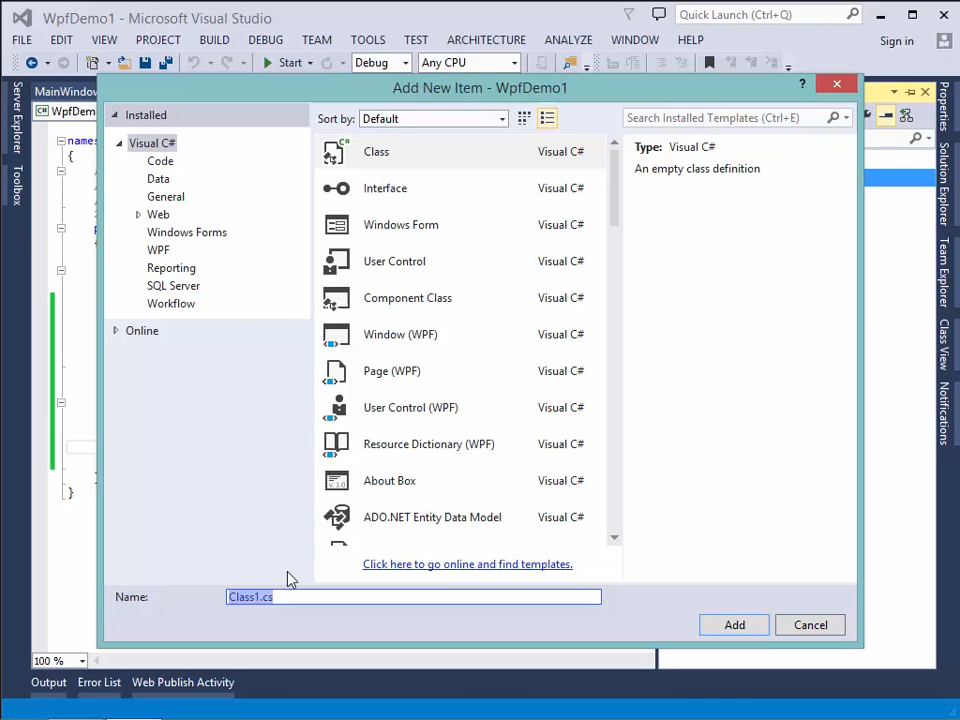 WpfDemo1 - Microsoft Visual Studio
Quick Launch (Ctrl+Q)
FILE EDIT VIEW PROJECT BUILD DEBUG TEAM TOOLS TEST ARCHITECTURE ANALYZE WINDOW HELP
Sign in
Start Debug Any CPU
Add New Item - WpfDemo1
?
MainWindow
Installed
Sort by: Default
Search Installed Templates (Ctrl+E)
C# WpfDemo
names
{
Visual C#
Code
Data
General
Web
Windows Forms
WPF
Reporting
SQL Server
Workflow
Online
Class Visual C#
Interface Visual C#
Windows Form Visual C#
User Control Visual C#
Component Class Visual C#
Window (WPF) Visual C#
Page (WPF) Visual C#
User Control (WPF) Visual C#
Resource Dictionary (WPF) Visual C#
About Box Visual C#
ADO.NET Entity Data Model Visual C#
Click here to go online and find templates.
Type: Visual C#
An empty class definition
Server Explorer
Toolbox
Properties
Solution Explorer
Team Explorer
Class View
Notifications
}
Name: Class1.cs
Add Cancel
100 %
Output Error List Web Publish Activity